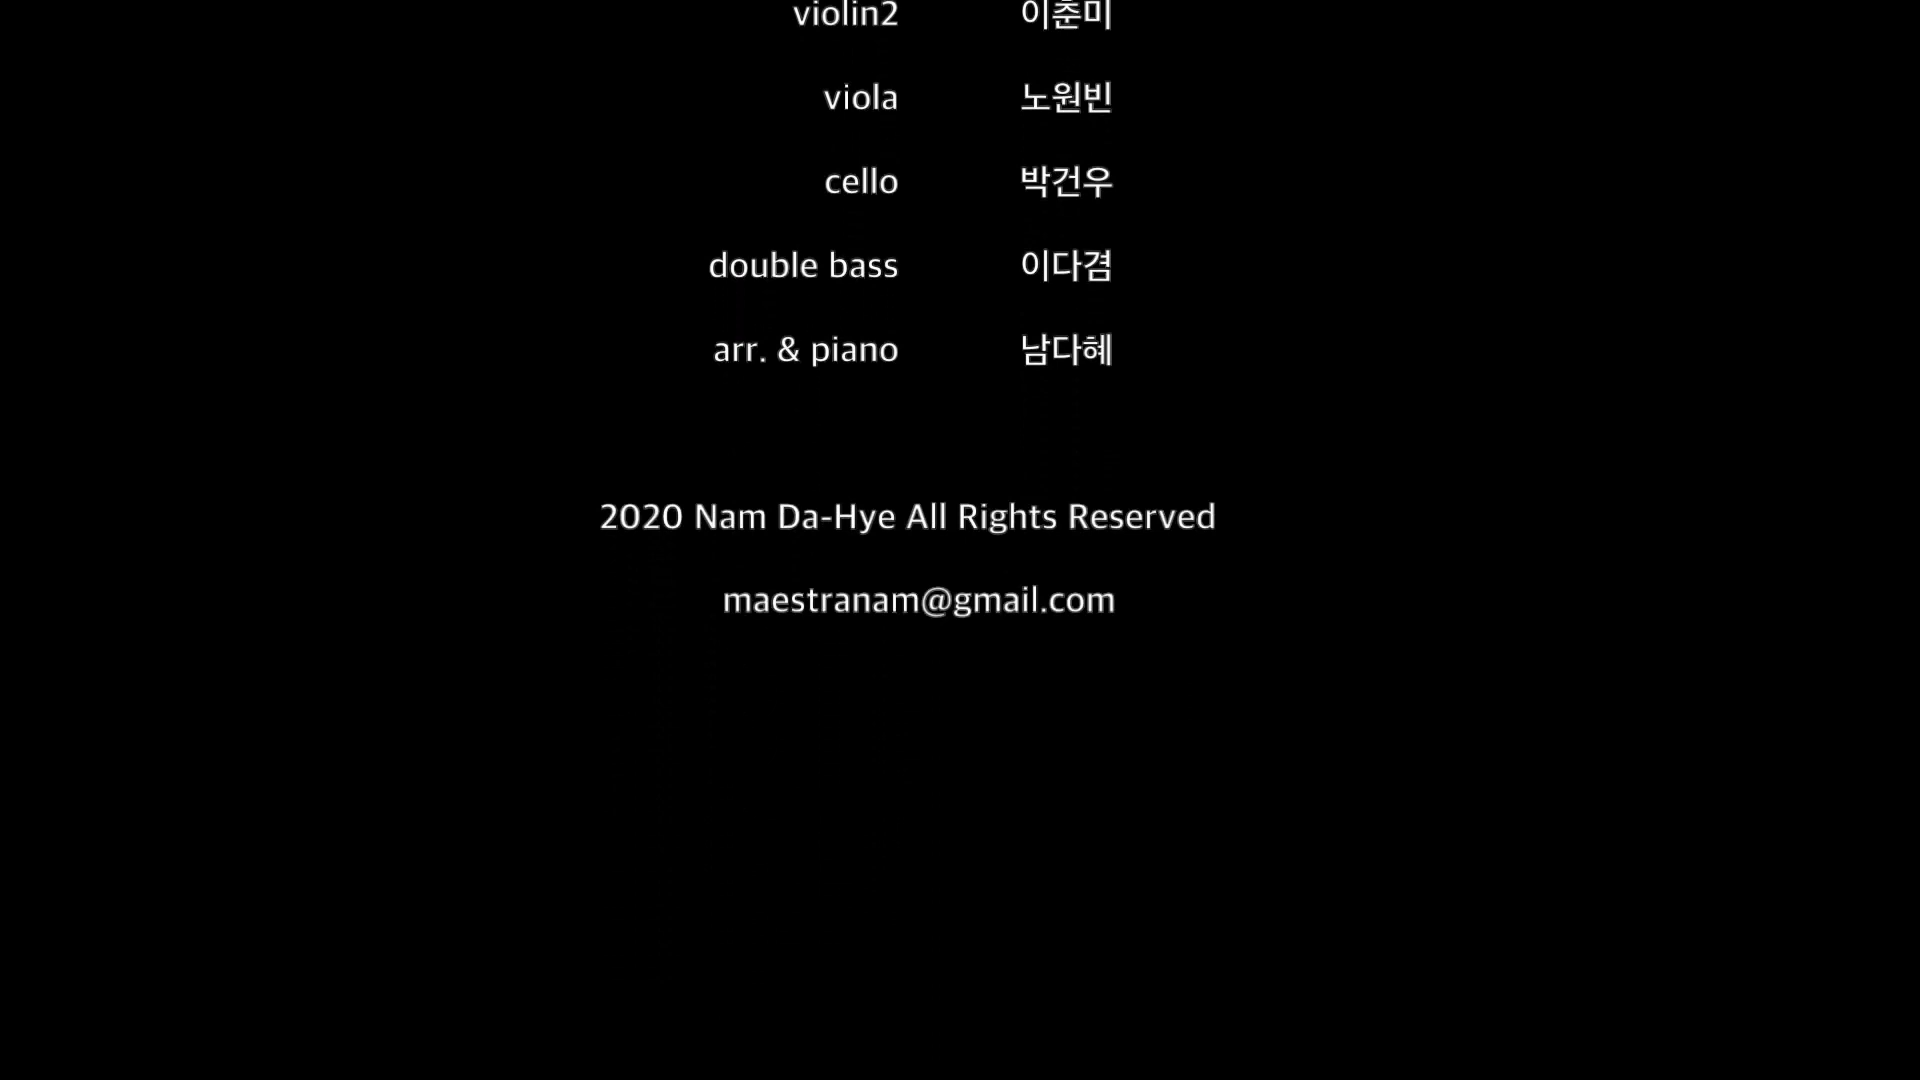 violin2 이춘미
viola 노원빈
cello 박건우
double bass 이다겸
arr. & piano 남다혜
2020 Nam Da-Hye All Rights Reserved
maestranam@gmail.com